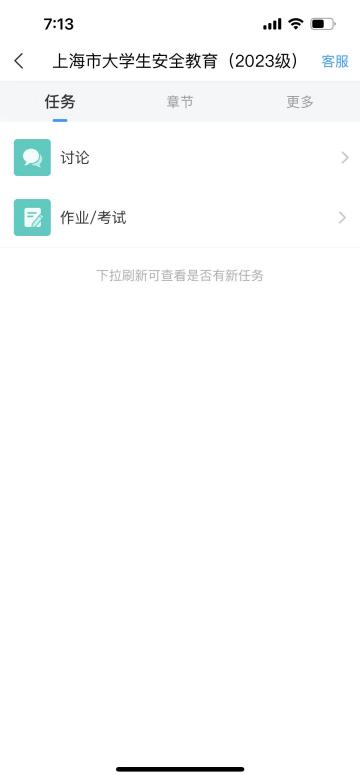 7:13
上海市大学生安全教育（2023级） 客服
任务 章节 更多
讨论
作业/考试
下拉刷新可查看是否有新任务